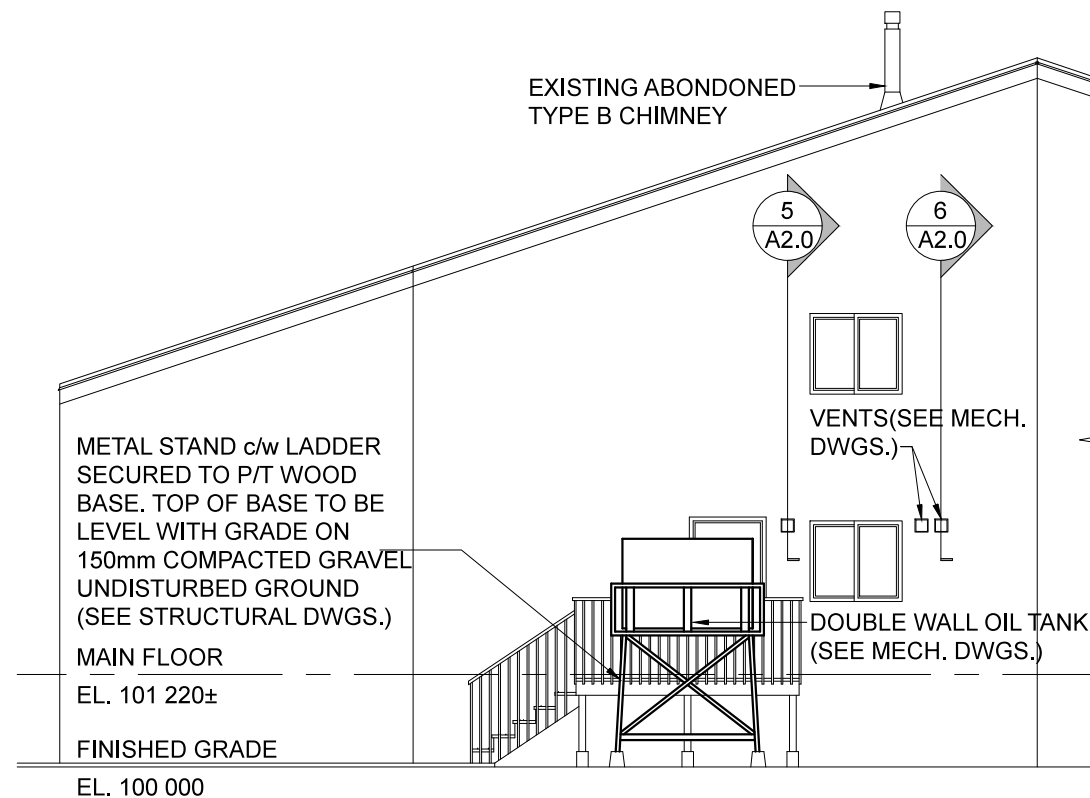 EXISTING ABONDONED
TYPE B CHIMNEY
5
A2.0
6
A2.0
VENTS(SEE MECH.
DWGS.)
METAL STAND c/w LADDER
SECURED TO P/T WOOD
BASE. TOP OF BASE TO BE
LEVEL WITH GRADE ON
150mm COMPACTED GRAVEL
UNDISTURBED GROUND
(SEE STRUCTURAL DWGS.)
DOUBLE WALL OIL TANK
(SEE MECH. DWGS.)
MAIN FLOOR
EL. 101 220±
FINISHED GRADE
EL. 100 000